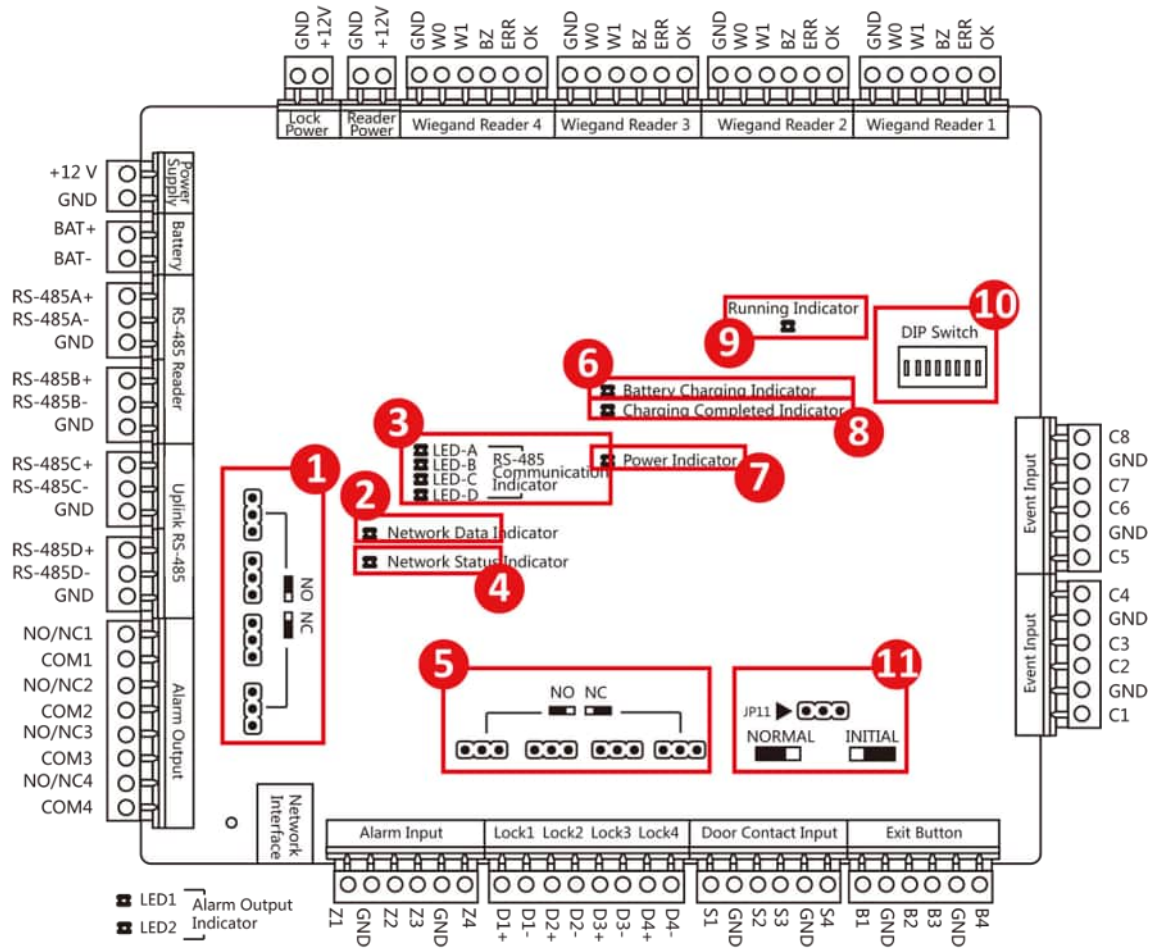 GND +12V GND +12V GND W0 W1 BZ ERR OK GND W0 W1 BZ ERR OK GND W0 W1 BZ ERR OK GND W0 W1 BZ ERR OK
Lock Power
Reader Power
Wiegand Reader 4
Wiegand Reader 3
Wiegand Reader 2
Wiegand Reader 1
+12 V
GND
Power Supply
BAT+
BAT-
Battery
RS-485A+
RS-485A-
GND
RS-485B+
RS-485B-
GND
RS-485 Reader
RS-485C+
RS-485C-
GND
RS-485D+
RS-485D-
GND
Uplink RS-485
NO/NC1
COM1
NO/NC2
COM2
NO/NC3
COM3
NO/NC4
COM4
Alarm Output
1
NO NC
2
Network Data Indicator
3
LED-A
LED-B
LED-C
LED-D
RS-485
Communication
Indicator
4
Network Status Indicator
5
NO NC
6
Battery Charging Indicator
7
Power Indicator
8
Charging Completed Indicator
9
Running Indicator
10
DIP Switch
11
JP11
NORMAL INITIAL
C8
GND
C7
C6
GND
C5
Event Input
C4
GND
C3
C2
GND
C1
Event Input
Network Interface
Alarm Input
Lock1 Lock2 Lock3 Lock4
Door Contact Input
Exit Button
Z1 GND Z2 Z3 GND Z4 D1+ D1- D2+ D2- D3+ D3- D4+ D4- S1 GND S2 S3 GND S4 B1 GND B2 B3 GND B4
LED1
LED2
Alarm Output
Indicator